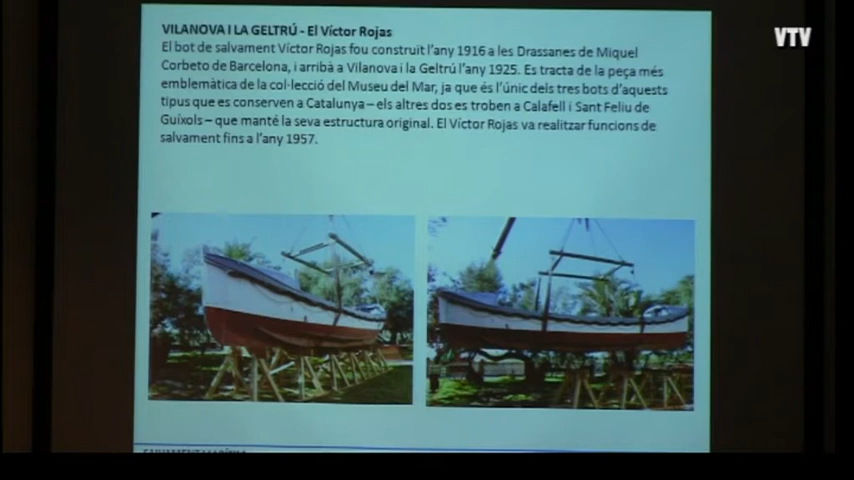 VILANOVA I LA GELTRÚ - El Víctor Rojas
El bot de salvament Víctor Rojas fou construït l'any 1916 a les Drassanes de Miquel
Corbeto de Barcelona, i arribà a Vilanova i la Geltrú l'any 1925. Es tracta de la peça més
emblemàtica de la col·lecció del Museu del Mar, ja que és l'únic dels tres bots d'aquests
tipus que es conserven a Catalunya – els altres dos es troben a Calafell i Sant Feliu de
Guíxols – que manté la seva estructura original. El Víctor Rojas va realitzar funcions de
salvament fins a l'any 1957.
VTV